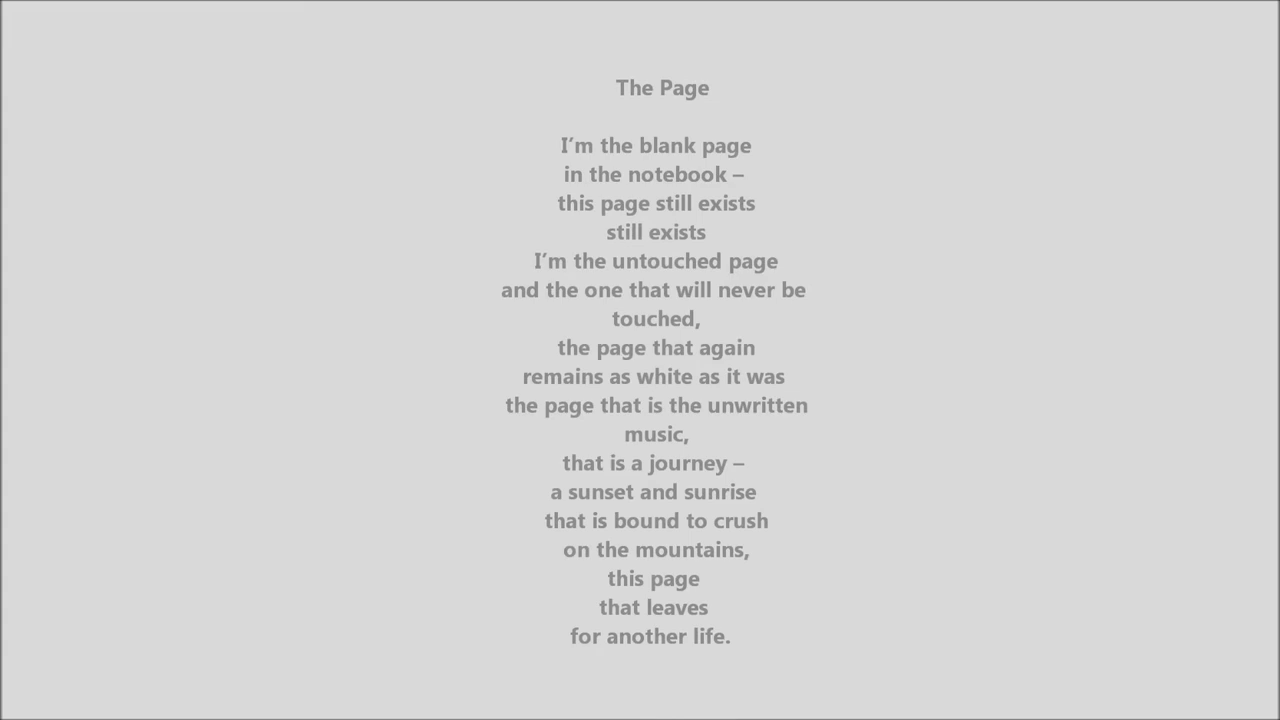 The Page
I’m the blank page
in the notebook –
this page still exists
still exists
I’m the untouched page
and the one that will never be
touched,
the page that again
remains as white as it was
the page that is the unwritten
music,
that is a journey –
a sunset and sunrise
that is bound to crush
on the mountains,
this page
that leaves
for another life.